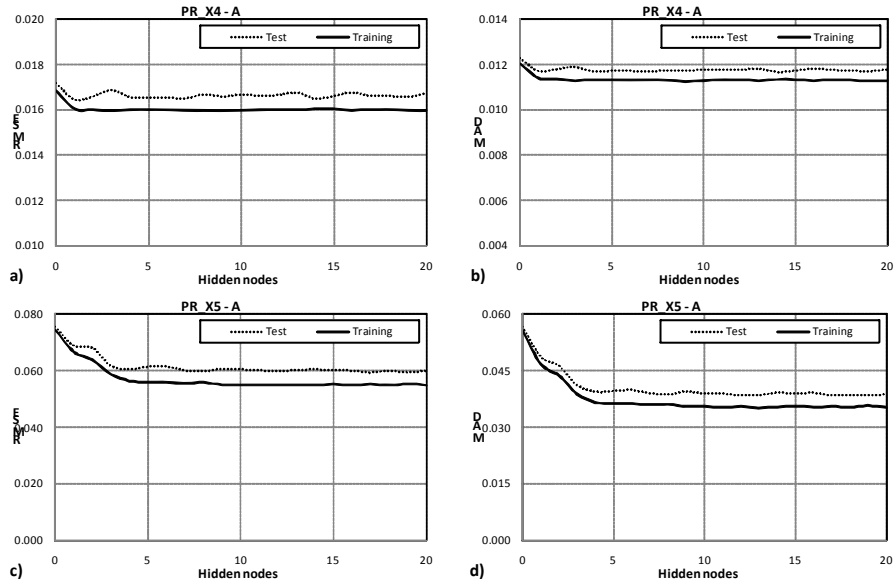 PR_X4 - A
0.020
Test
Training
0.018
0.016
RMSE
0.014
0.012
0.010
0
5
10
15
20
a)
Hidden nodes
PR_X4 - A
0.014
Test
Training
0.012
0.010
MAD
0.008
0.006
0.004
0
5
10
15
20
b)
Hidden nodes
PR_X5 - A
0.080
Test
Training
0.060
RMSE
0.040
0.020
0.000
0
5
10
15
20
c)
Hidden nodes
PR_X5 - A
0.060
Test
Training
0.045
MAD
0.030
0.015
0.000
0
5
10
15
20
d)
Hidden nodes